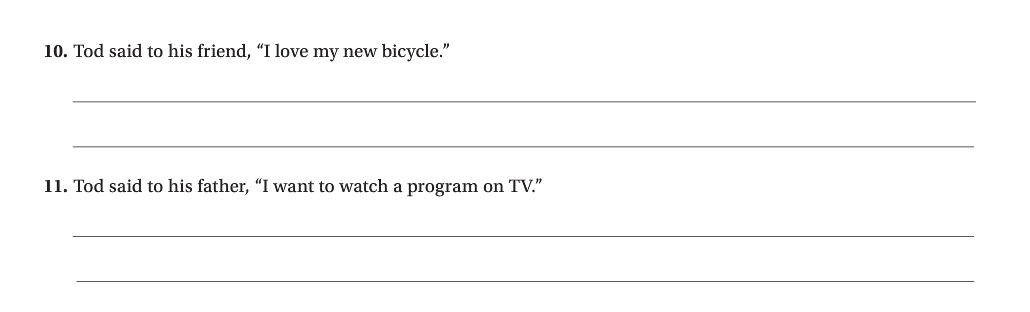 10. Tod said to his friend, “I love my new bicycle.”
11. Tod said to his father, “I want to watch a program on TV.”